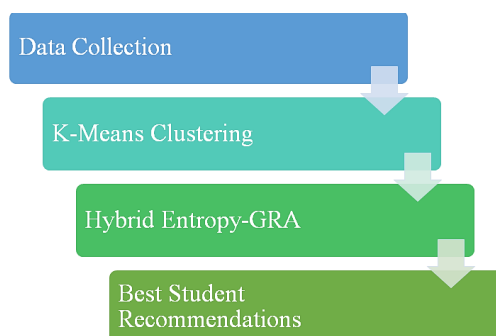 Data Collection
K-Means Clustering
Hybrid Entropy-GRA
Best Student
Recommendations